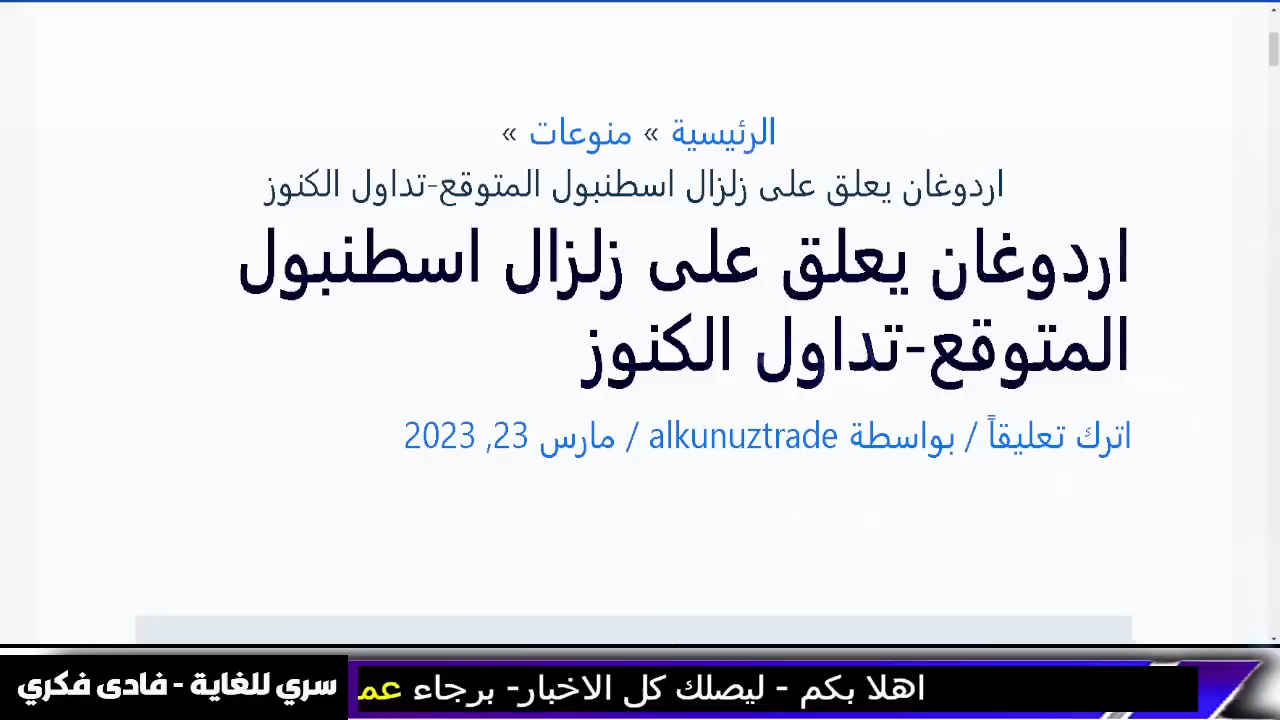 الرئيسية » منوعات »
اردوغان يعلق على زلزال اسطنبول المتوقع-تداول الكنوز
اردوغان يعلق على زلزال اسطنبول
المتوقع-تداول الكنوز
اترك تعليقاً / بواسطة alkunuztrade / مارس 23, 2023
اهلا بكم - ليصلك كل الاخبار- برجاء عم
سري للغاية - فادى فكري